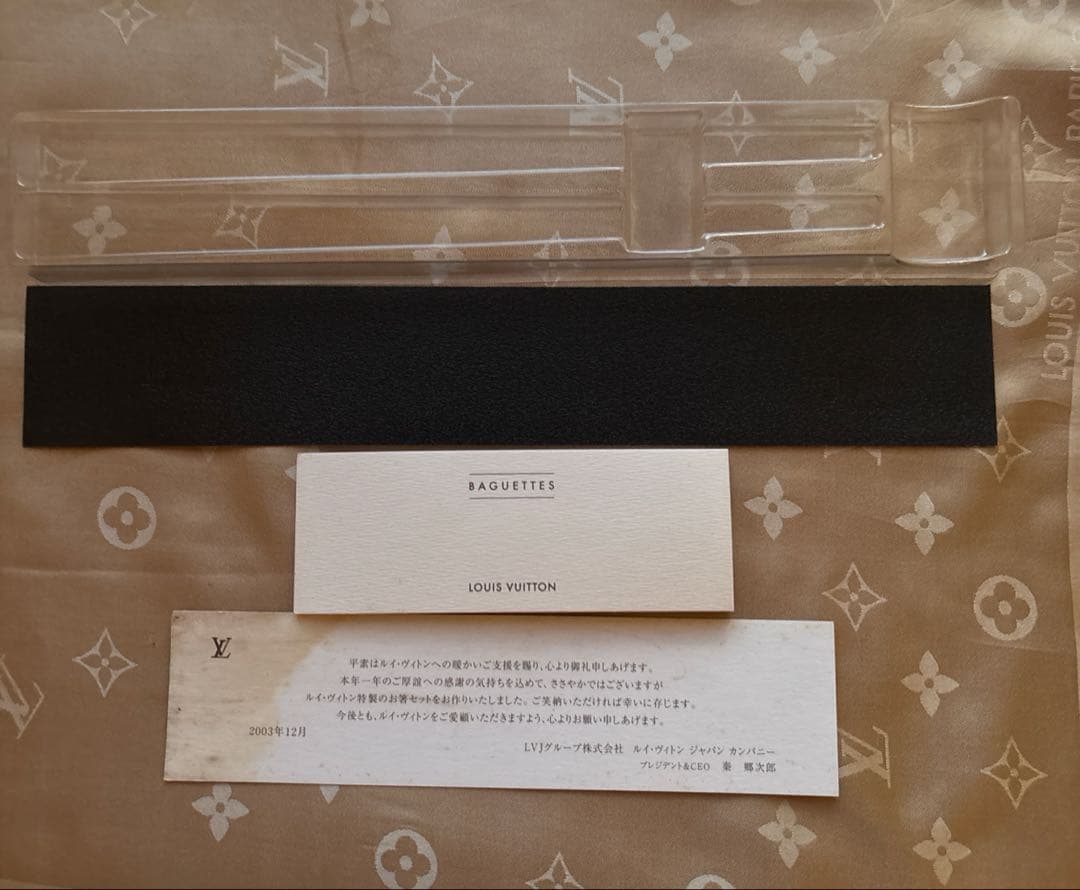 BAGUETTES
LOUIS VUITTON
LV
平素はルイ・ヴィトンへの暖かいご支援を賜り、心より御礼申しあげます。
本年一年のご厚誼への感謝の気持ちを込めて、ささやかではございますが
ルイ・ヴィトン特製のお箸セットをお作りいたしました。ご笑納いただければ幸いに存じます。
今後とも、ルイ・ヴィトンをご愛顧いただきますよう、心よりお願い申しあげます。
2003年12月
LVJグループ株式会社 ルイ・ヴィトン ジャパン カンパニー
プレジデント&CEO 秦 郷次郎
LOUIS VUITTON PARIS